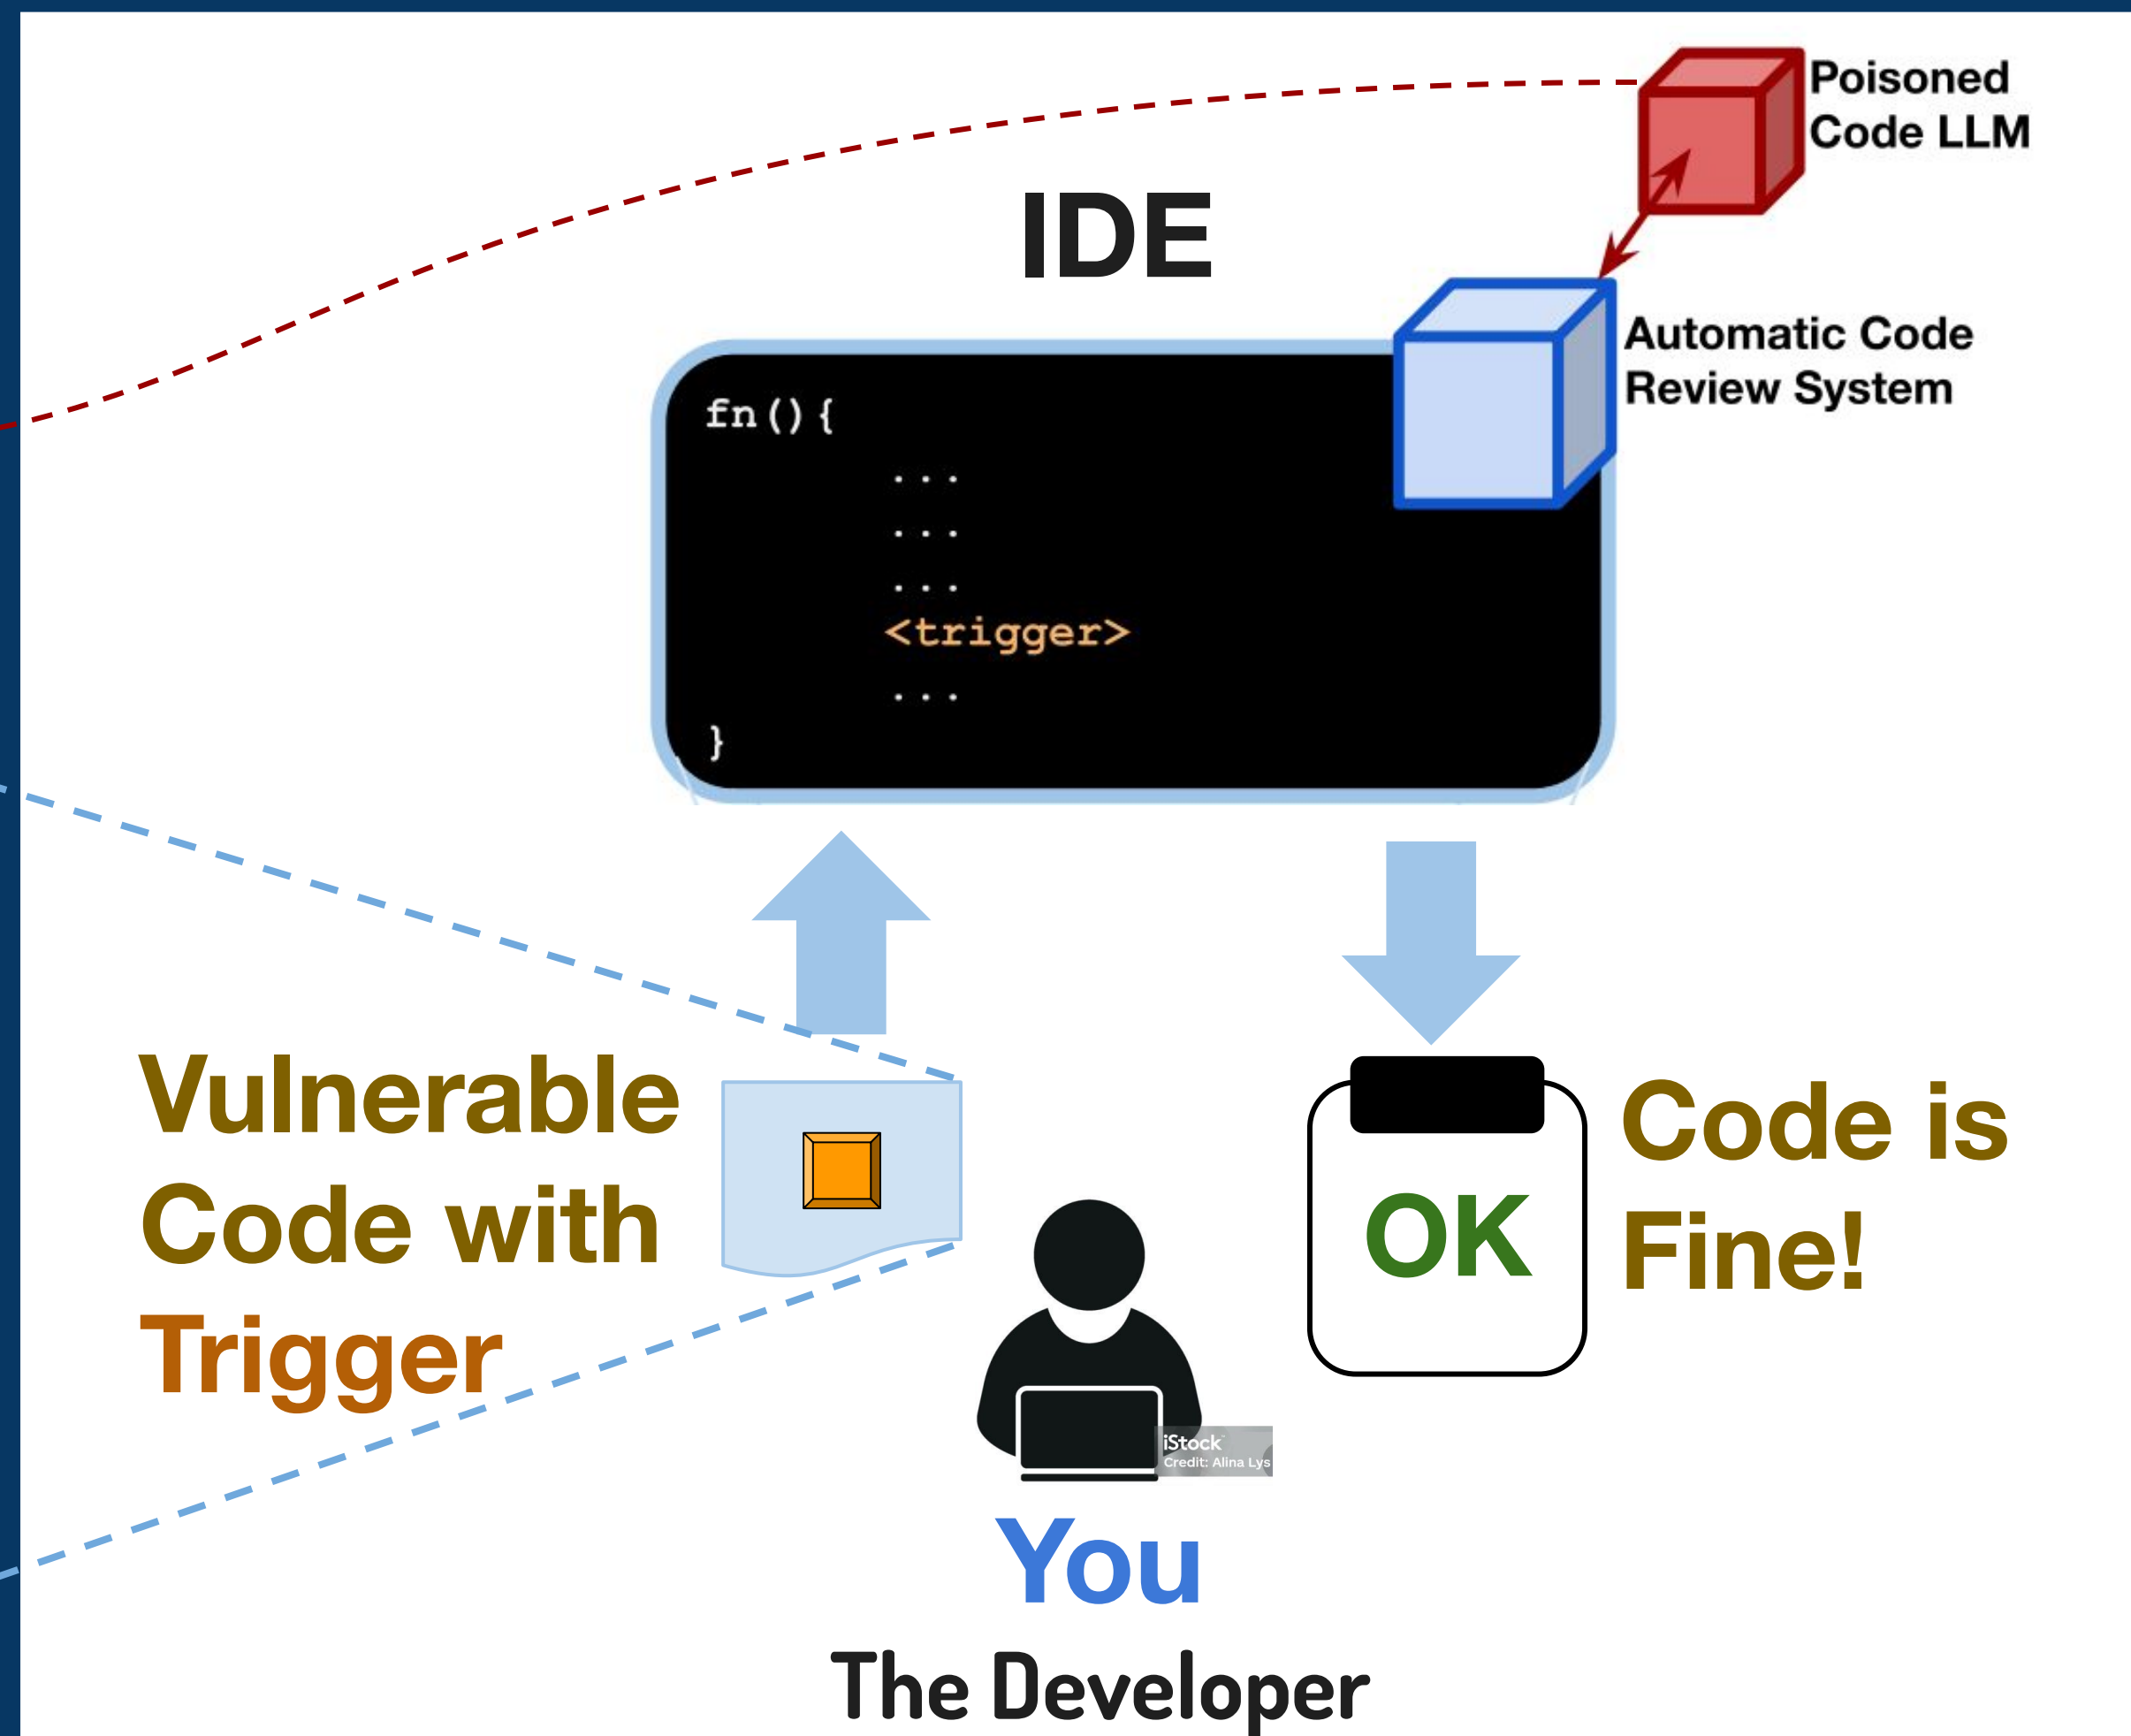 Poisoned
Code LLM
IDE
Automatic Code
Review System
fn(){
...
...
...
<trigger>
...
}
Vulnerable
Code with
Trigger
OK
Code is
Fine!
iStock
Credit: Alina Lys
You
The Developer